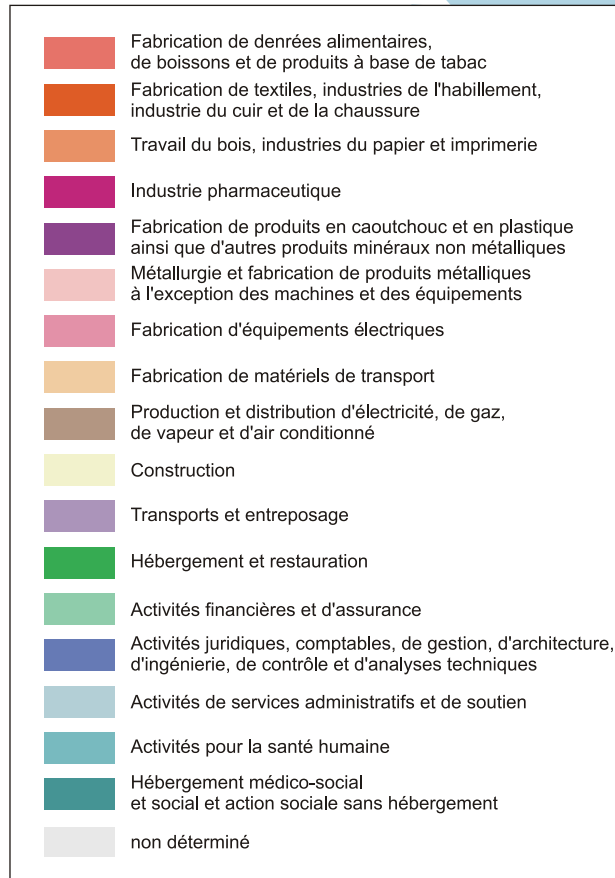 Fabrication de denrées alimentaires,
de boissons et de produits à base de tabac
Fabrication de textiles, industries de l'habillement,
industrie du cuir et de la chaussure
Travail du bois, industries du papier et imprimerie
Industrie pharmaceutique
Fabrication de produits en caoutchouc et en plastique
ainsi que d'autres produits minéraux non métalliques
Métallurgie et fabrication de produits métalliques
à l'exception des machines et des équipements
Fabrication d'équipements électriques
Fabrication de matériels de transport
Production et distribution d'électricité, de gaz,
de vapeur et d'air conditionné
Construction
Transports et entreposage
Hébergement et restauration
Activités financières et d'assurance
Activités juridiques, comptables, de gestion, d'architecture,
d'ingénierie, de contrôle et d'analyses techniques
Activités de services administratifs et de soutien
Activités pour la santé humaine
Hébergement médico-social
et social et action sociale sans hébergement
non déterminé